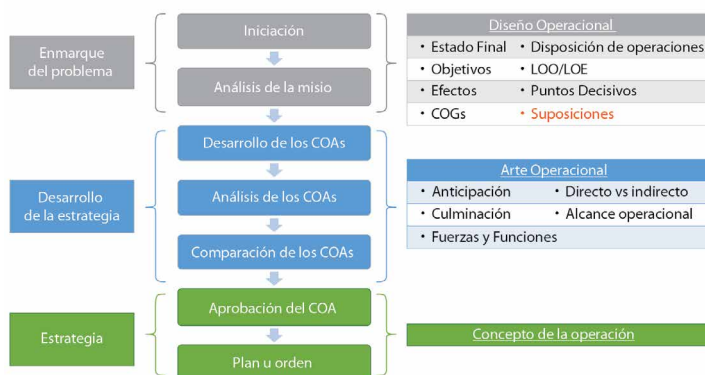 Enmarque
del problema
Iniciación
Análisis de la misio
Diseño Operacional
• Estado Final • Disposición de operaciones
• Objetivos • LOO/LOE
• Efectos • Puntos Decisivos
• COGs • Suposiciones
Desarrollo
de la estrategia
Desarrollo de los COAs
Análisis de los COAs
Comparación de los COAs
Arte Operacional
• Anticipación • Directo vs indirecto
• Culminación • Alcance operacional
• Fuerzas y Funciones
Estrategia
Aprobación del COA
Plan u orden
Concepto de la operación